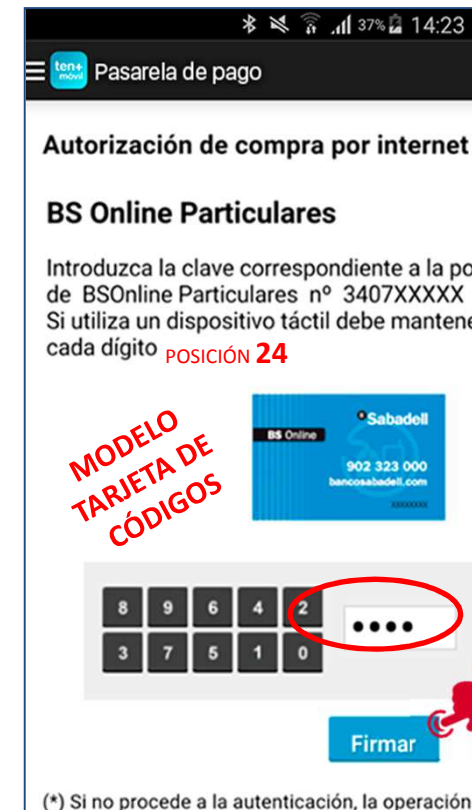 37% 14:23
ten+
móvil
Pasarela de pago
Autorización de compra por internet
BS Online Particulares
Introduzca la clave correspondiente a la
de BSOnline Particulares nº 3407XXXXX
Si utiliza un dispositivo táctil debe
cada dígito POSICIÓN 24
MODELO
TARJETA DE
CÓDIGOS
Sabadell
BS Online
902 323 000
bancosabadell.com
XXXXXXXX
8 9 6 4 2
3 7 5 1 0
Firmar
(*) Si no procede a la autenticación, la operación